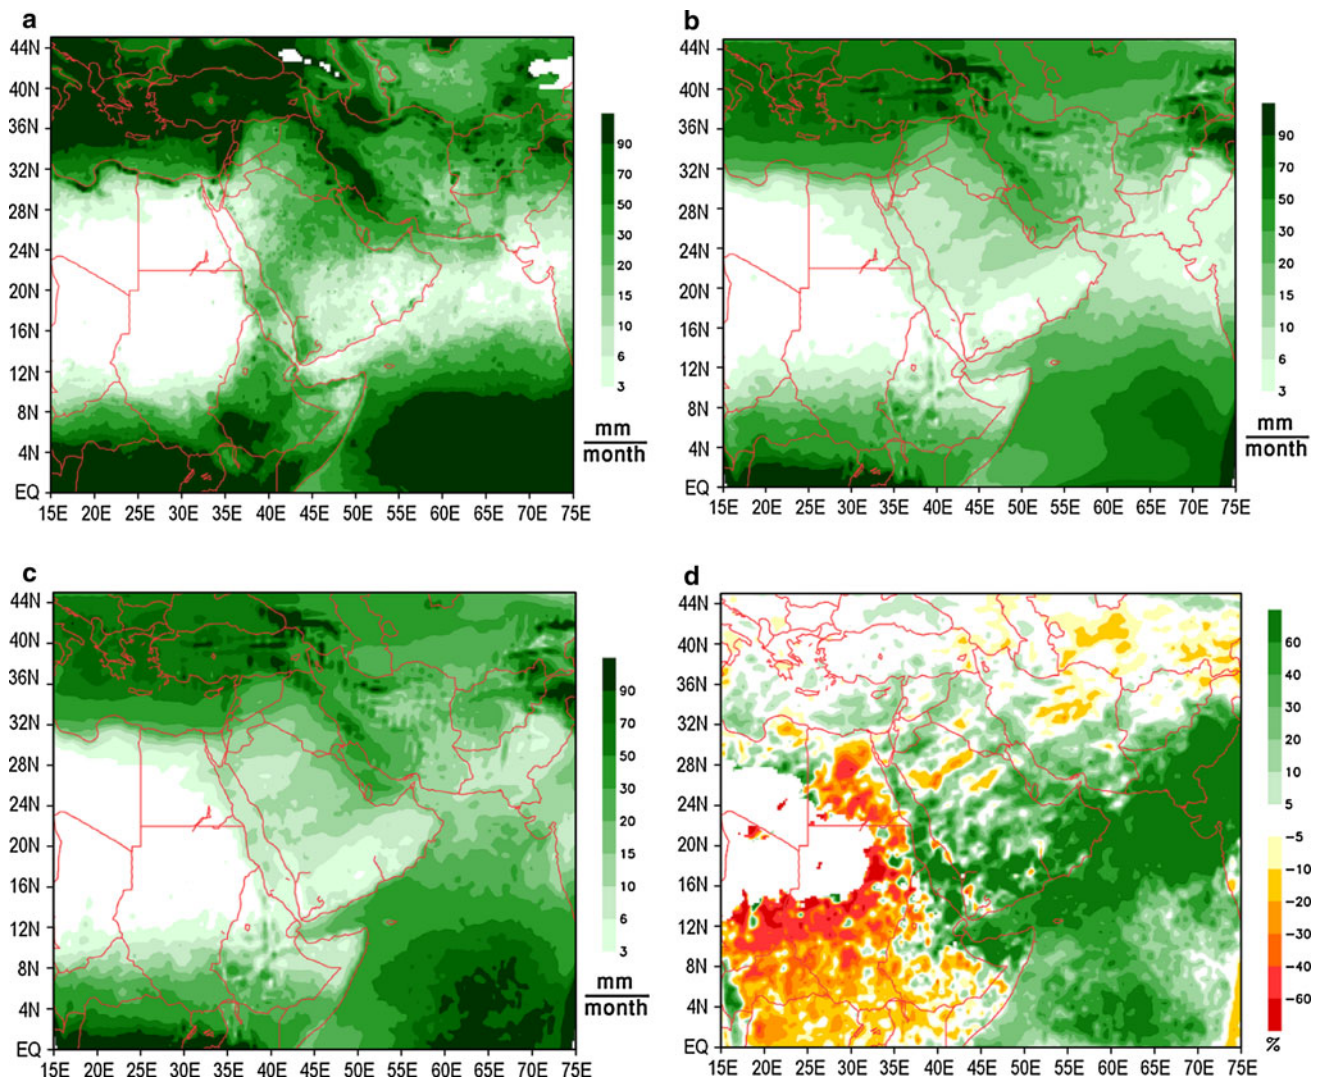 a
44N
40N
36N
32N
28N
24N
20N
16N
12N
8N
4N
EQ
15E 20E 25E 30E 35E 40E 45E 50E 55E 60E 65E 70E 75E
90
70
50
30
20
15
10
6
3
mm
month
b
44N
40N
36N
32N
28N
24N
20N
16N
12N
8N
4N
EQ
15E 20E 25E 30E 35E 40E 45E 50E 55E 60E 65E 70E 75E
90
70
50
30
20
15
10
6
3
mm
month
c
44N
40N
36N
32N
28N
24N
20N
16N
12N
8N
4N
EQ
15E 20E 25E 30E 35E 40E 45E 50E 55E 60E 65E 70E 75E
90
70
50
30
20
15
10
6
3
mm
month
d
44N
40N
36N
32N
28N
24N
20N
16N
12N
8N
4N
EQ
15E 20E 25E 30E 35E 40E 45E 50E 55E 60E 65E 70E 75E
60
40
30
20
10
5
−5
−10
−20
−30
−40
−60
%